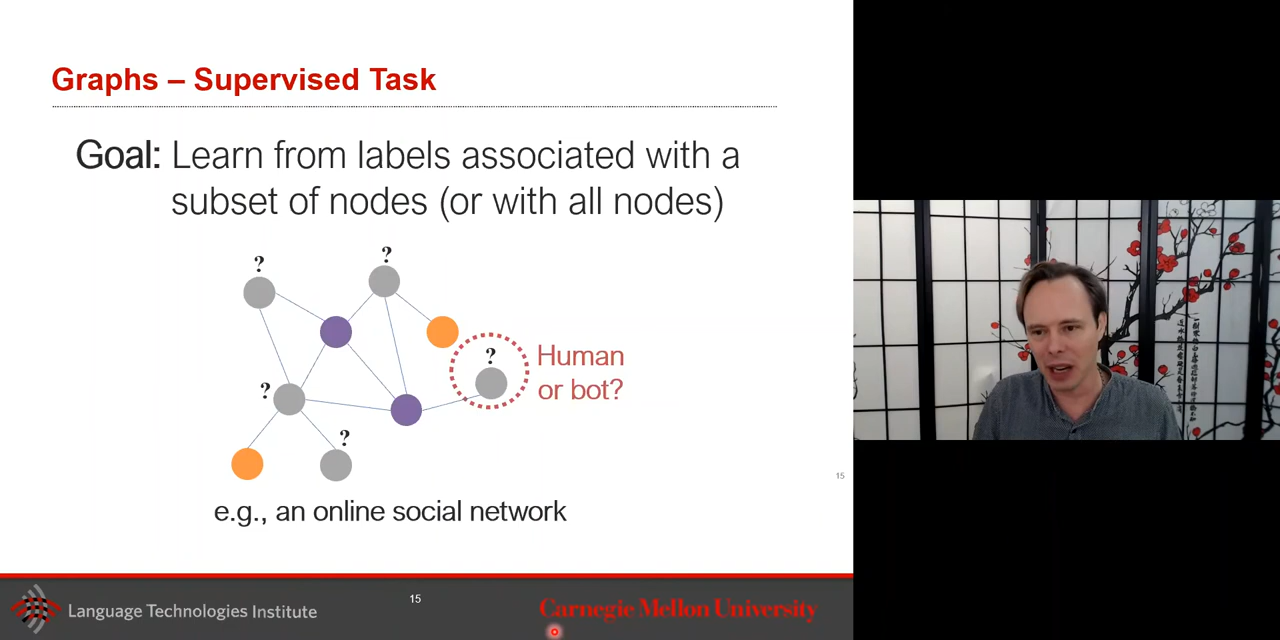 Graphs – Supervised Task
Goal: Learn from labels associated with a
subset of nodes (or with all nodes)
?
?
?
Human
or bot?
?
?
15
e.g., an online social network
Language Technologies Institute
15
Carnegie Mellon University